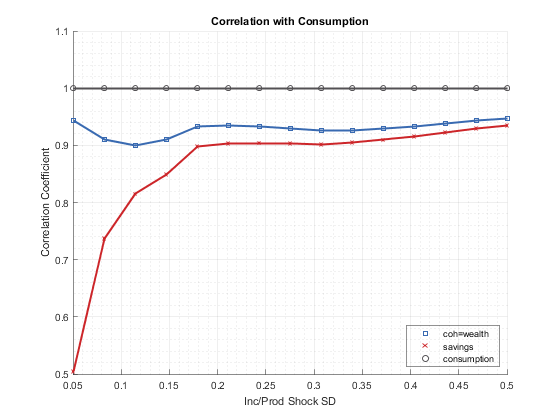 Correlation with Consumption
1.1
1
0.9
0.8
0.7
0.6
0.5
Correlation Coefficient
0.05 0.1 0.15 0.2 0.25 0.3 0.35 0.4 0.45 0.5
Inc/Prod Shock SD
coh=wealth
savings
consumption